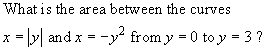 What is the area between the curves
x = |y| and x = −y² from y = 0 to y = 3 ?